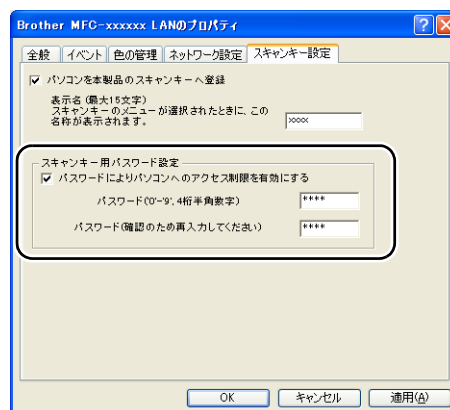 Brother MFC-xxxxxx LANのプロパティ
全般 イベント 色の管理 ネットワーク設定 スキャンキー設定
パソコンを本製品のスキャンキーへ登録
表示名 (最大15文字)
スキャンキーのメニューが選択されたときに、この
名称が表示されます。
xxxx
スキャンキー用パスワード設定
パスワードによりパソコンへのアクセス制限を有効にする
パスワード('0'-'9', 4桁半角数字) ****
パスワード(確認のため再入力してください) ****
OK キャンセル 適用(A)